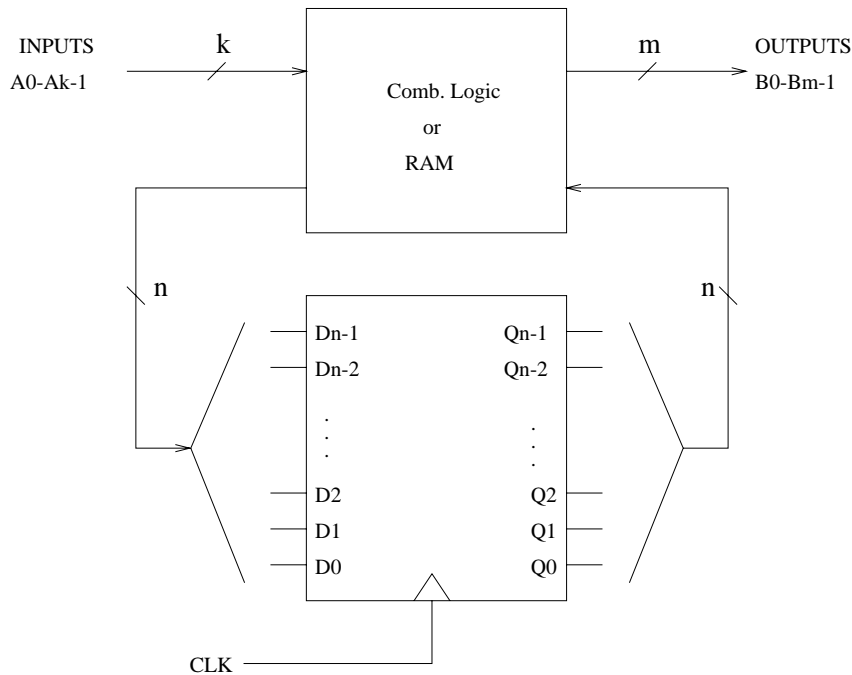 INPUTS
A0-Ak-1
k
Comb. Logic
or
RAM
m
OUTPUTS
B0-Bm-1
n
n
Dn-1
Dn-2
.
.
.
D2
D1
D0
Qn-1
Qn-2
.
.
.
Q2
Q1
Q0
CLK